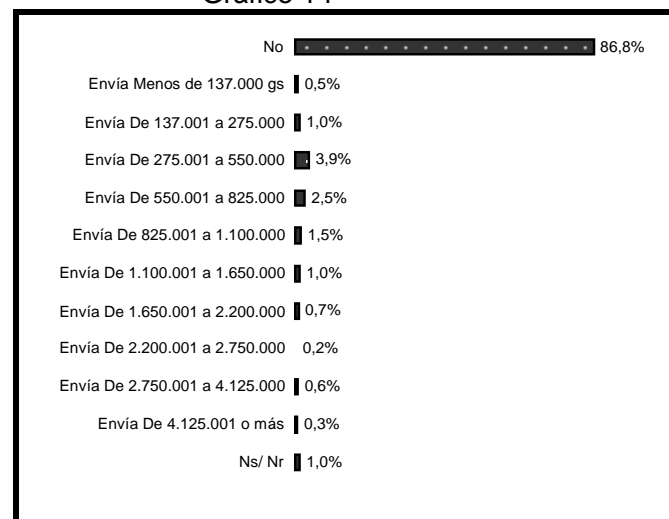 No 86,8%
Envía Menos de 137.000 gs 0,5%
Envía De 137.001 a 275.000 1,0%
Envía De 275.001 a 550.000 3,9%
Envía De 550.001 a 825.000 2,5%
Envía De 825.001 a 1.100.000 1,5%
Envía De 1.100.001 a 1.650.000 1,0%
Envía De 1.650.001 a 2.200.000 0,7%
Envía De 2.200.001 a 2.750.000 0,2%
Envía De 2.750.001 a 4.125.000 0,6%
Envía De 4.125.001 o más 0,3%
Ns/ Nr 1,0%